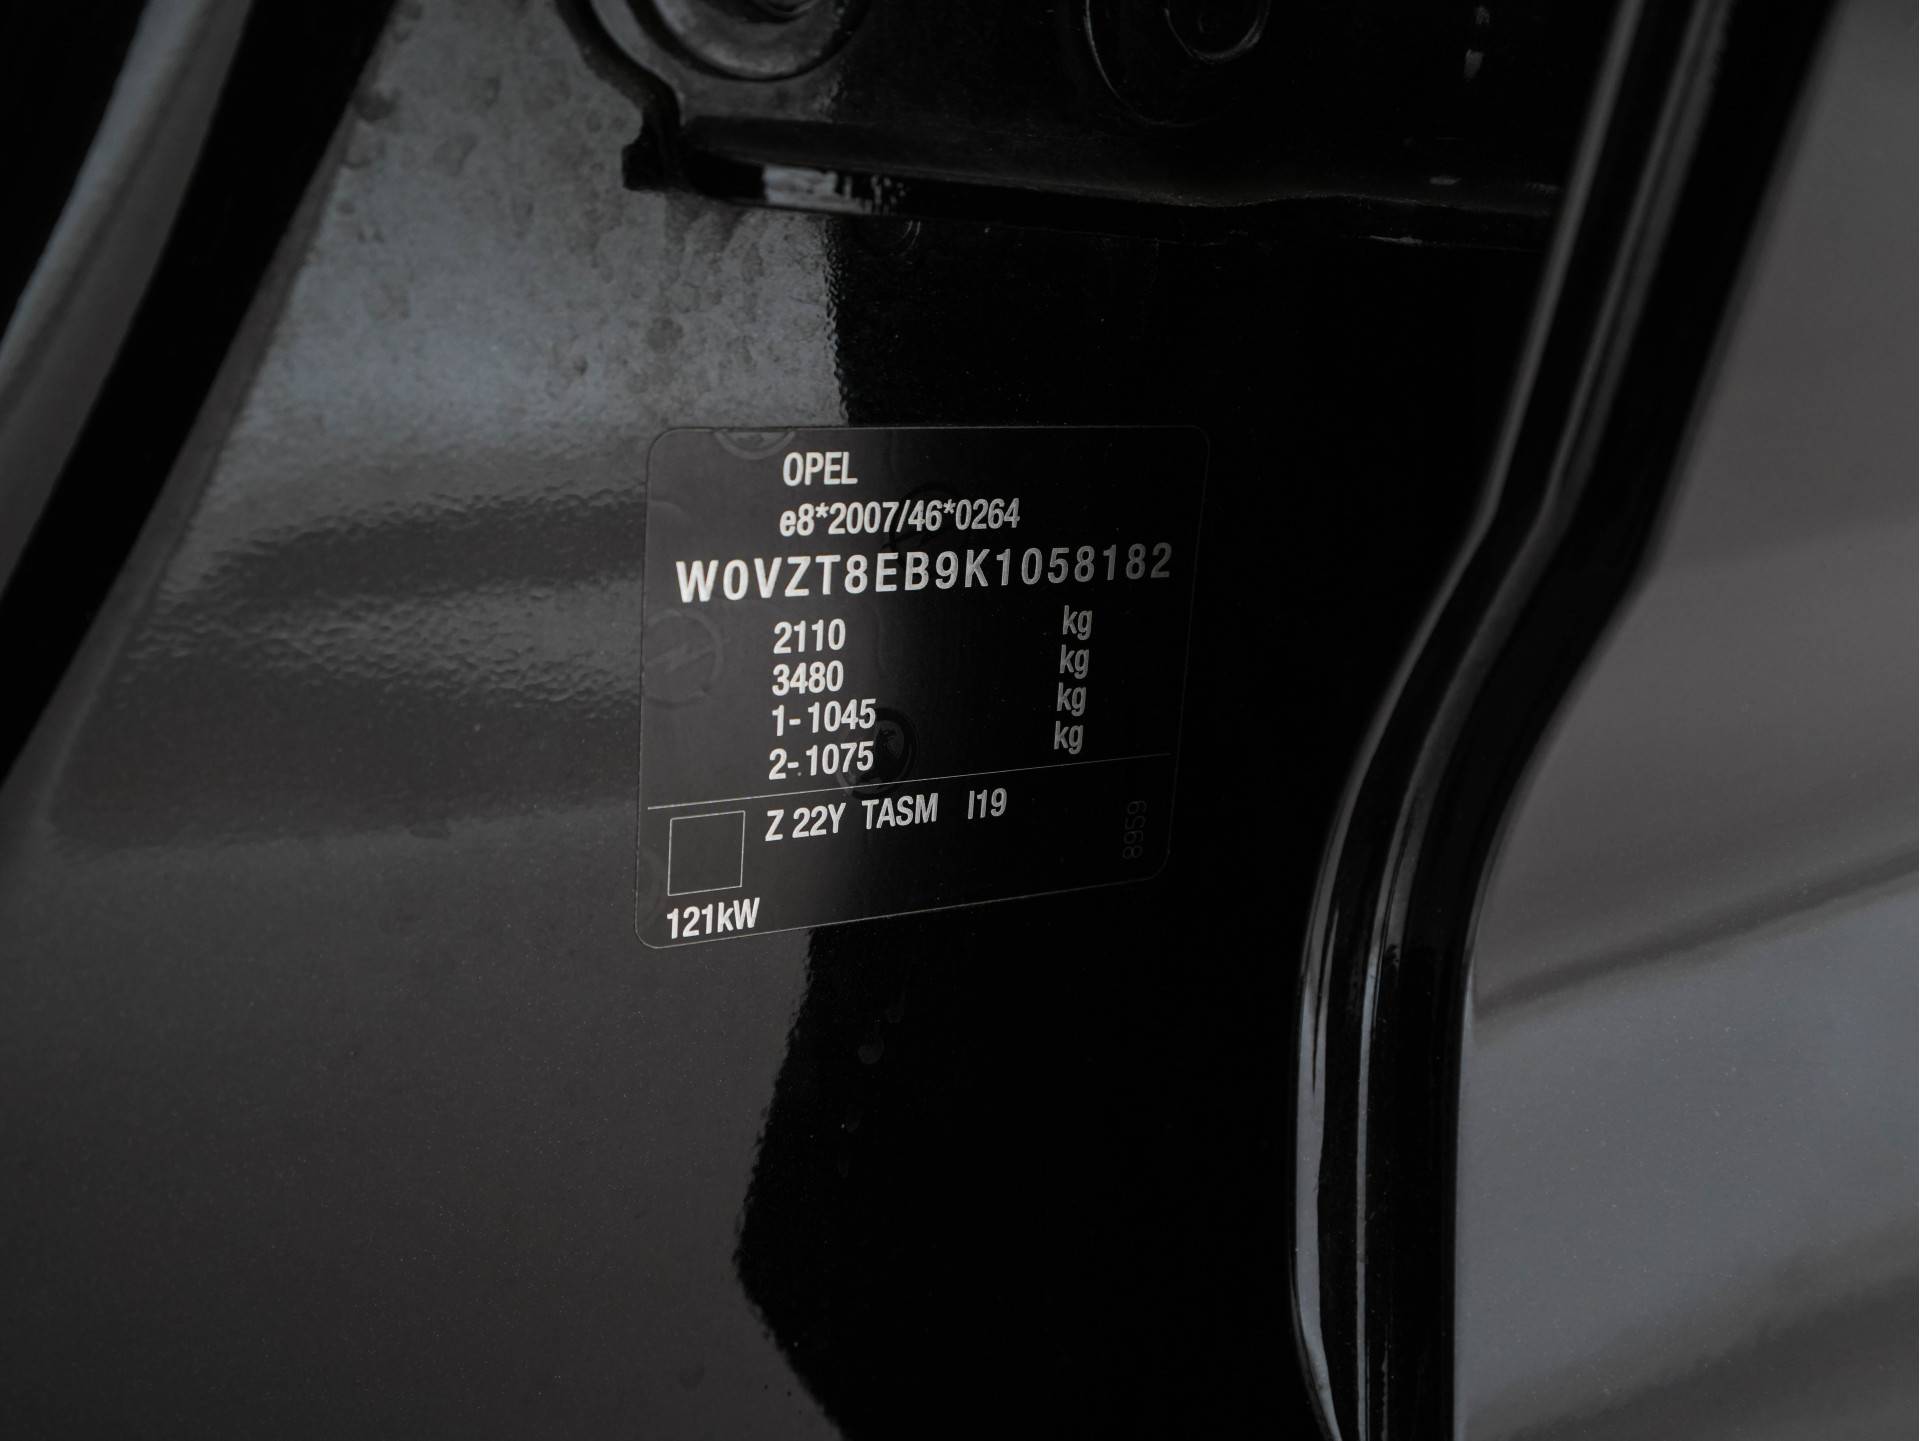 OPEL
e8*2007/46*0264
W0VZT8EB9K1058182
2110 kg
3480 kg
1-1045 kg
2-1075 kg
Z 22Y TASM I19
8959
121kW